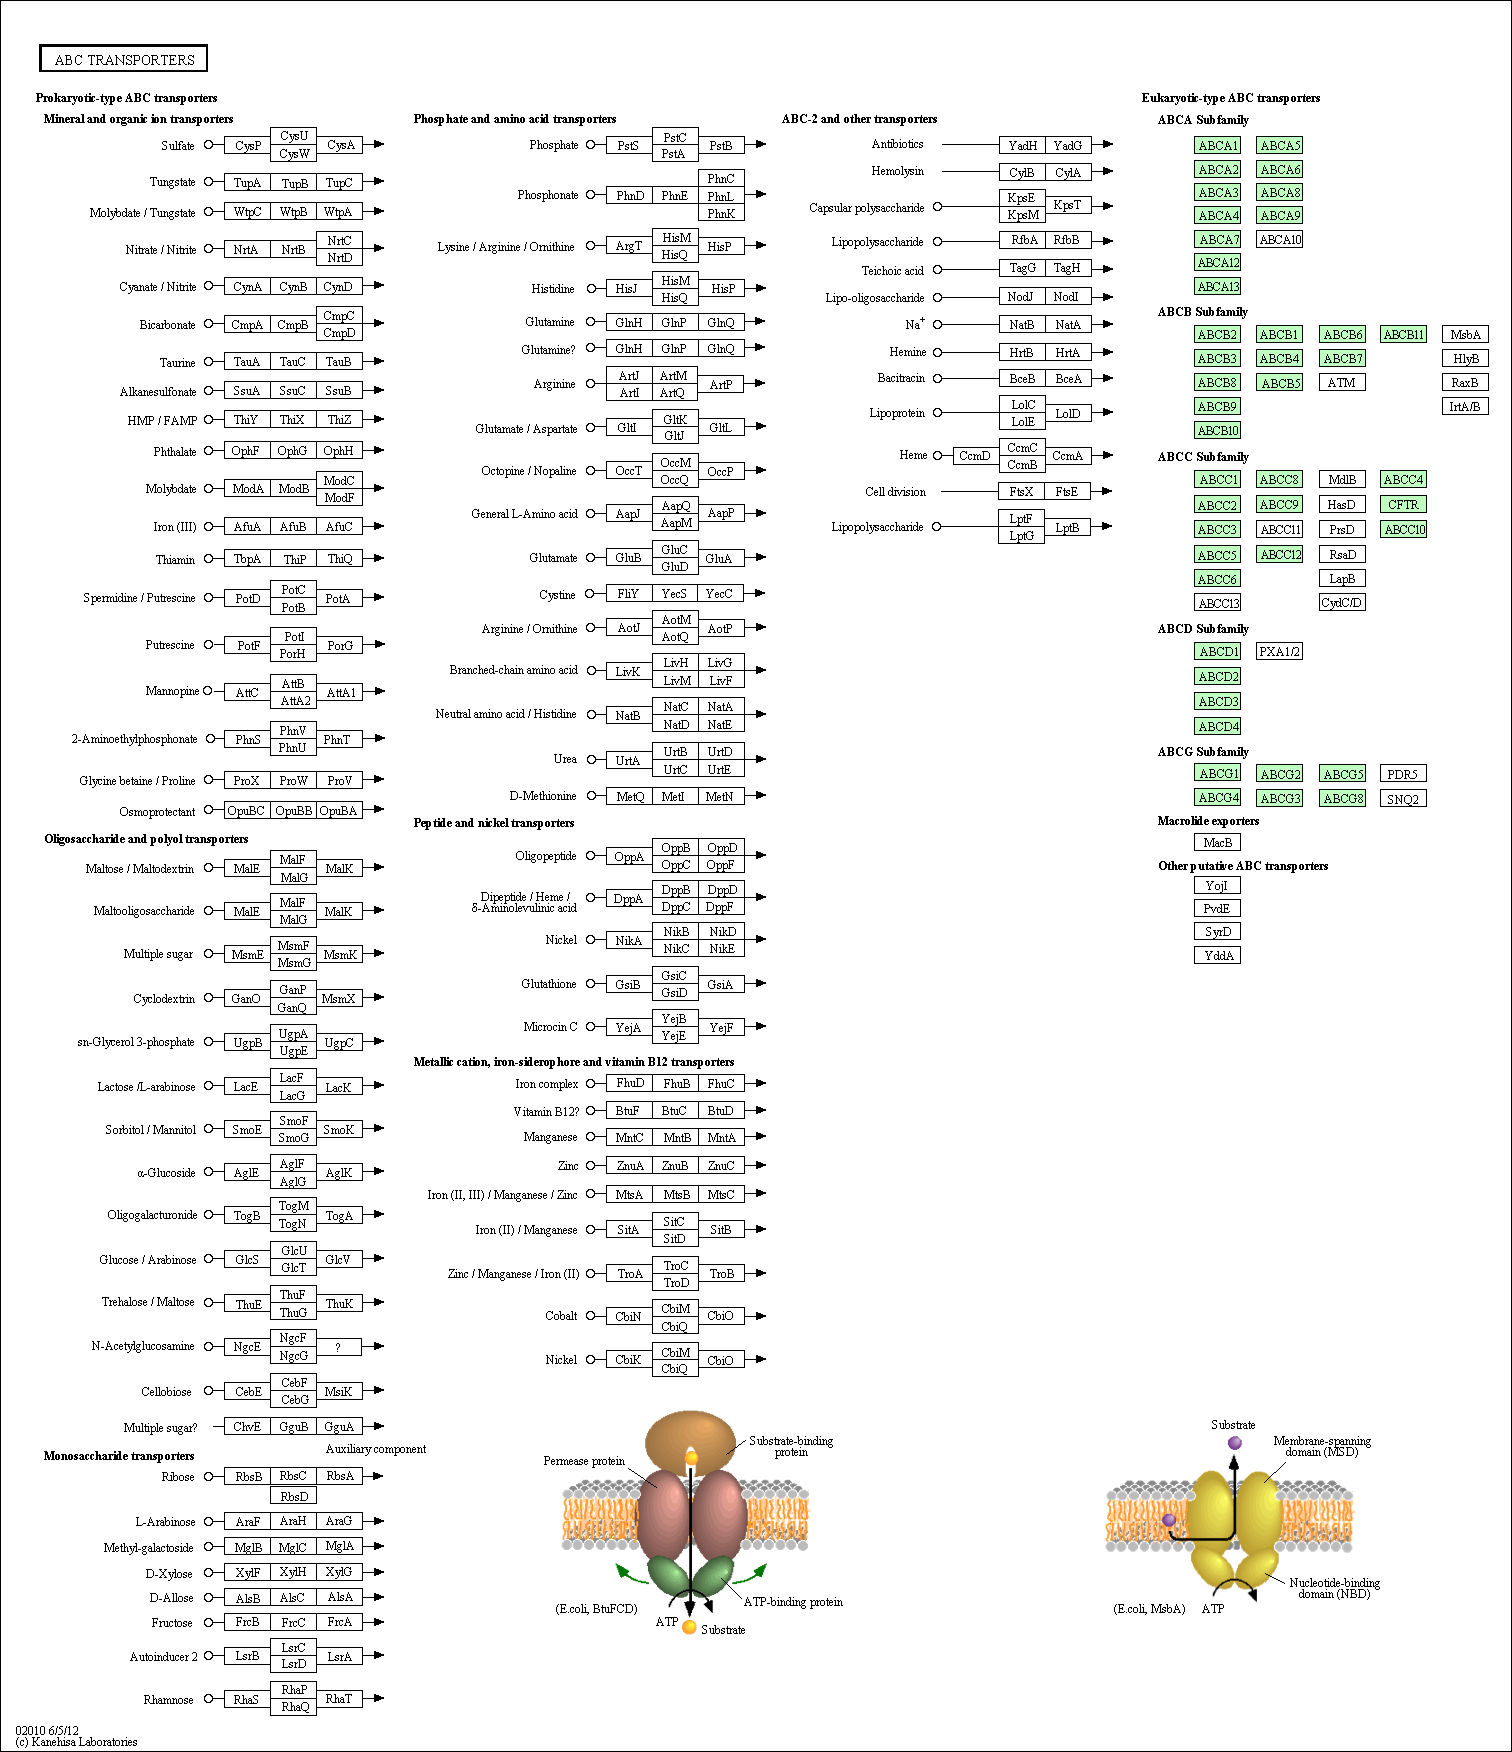 ABC TRANSPORTERS
Prokaryotic-type ABC transporters
Mineral and organic ion transporters
Sulfate CysP CysU CysW CysA
Tungstate TupA TupB TupC
Molybdate / Tungstate WtpC WtpB WtpA
Nitrate / Nitrite NrtA NrtB NrtC NrtD
Cyanate / Nitrite CynA CynB CynD
Bicarbonate CmpA CmpB CmpC CmpD
Taurine TauA TauC TauB
Alkanesulfonate SsuA SsuC SsuB
HMP / FAMP ThiY ThiX ThiZ
Phthalate OphF OphG OphH
Molybdate ModA ModB ModC ModF
Iron (III) AfuA AfuB AfuC
Thiamin TbpA ThiP ThiQ
Spermidine / Putrescine PotD PotC PotB PotA
Putrescine PotF PotI PorH PorG
Mannopine AttC AttB AttA2 AttA1
2-Aminoethylphosphonate PhnS PhnV PhnU PhnT
Glycine betaine / Proline ProX ProW ProV
Osmoprotectant OpuBC OpuBB OpuBA
Oligosaccharide and polyol transporters
Maltose / Maltodextrin MalE MalF MalG MalK
Maltooligosaccharide MalE MalF MalG MalK
Multiple sugar MsmE MsmF MsmG MsmK
Cyclodextrin GanO GanP GanQ MsmX
sn-Glycerol 3-phosphate UgpB UgpA UgpE UgpC
Lactose /L-arabinose LacE LacF LacG LacK
Sorbitol / Mannitol SmoE SmoF SmoG SmoK
α-Glucoside AglE AglF AglG AglK
Oligogalacturonide TogB TogM TogN TogA
Glucose / Arabinose GlcS GlcU GlcT GlcV
Trehalose / Maltose ThuE ThuF ThuG ThuK
N-Acetylglucosamine NgcE NgcF NgcG ?
Cellobiose CebE CebF CebG MsiK
Multiple sugar? ChvE GguB GguA
Auxiliary component
Monosaccharide transporters
Ribose RbsB RbsC RbsA
RbsD
L-Arabinose AraF AraH AraG
Methyl-galactoside MglB MglC MglA
D-Xylose XylF XylH XylG
D-Allose AlsB AlsC AlsA
Fructose FrcB FrcC FrcA
Autoinducer 2 LsrB LsrC LsrD LsrA
Rhamnose RhaS RhaP RhaQ RhaT
02010 6/5/12
(c) Kanehisa Laboratories
Phosphate and amino acid transporters
Phosphate PstS PstC PstA PstB
Phosphonate PhnD PhnE PhnC PhnL PhnK
Lysine / Arginine / Ornithine ArgT HisM HisQ HisP
Histidine HisJ HisM HisQ HisP
Glutamine GlnH GlnP GlnQ
Glutamine? GlnH GlnP GlnQ
Arginine ArtJ ArtI ArtM ArtQ ArtP
Glutamate / Aspartate GltI GltK GltJ GltL
Octopine / Nopaline OccT OccM OccQ OccP
General L-Amino acid AapJ AapQ AapM AapP
Glutamate GluB GluC GluD GluA
Cystine FliY YecS YecC
Arginine / Ornithine AotJ AotM AotQ AotP
Branched-chain amino acid LivK LivH LivM LivG LivF
Neutral amino acid / Histidine NatB NatC NatD NatA NatE
Urea UrtA UrtB UrtC UrtD UrtE
D-Methionine MetQ MetI MetN
Peptide and nickel transporters
Oligopeptide OppA OppB OppC OppD OppF
Dipeptide / Heme /
δ-Aminolevulinic acid DppA DppB DppC DppD DppF
Nickel NikA NikB NikC NikD NikE
Glutathione GsiB GsiC GsiD GsiA
Microcin C YejA YejB YejE YejF
Metallic cation, iron-siderophore and vitamin B12 transporters
Iron complex FhuD FhuB FhuC
Vitamin B12? BtuF BtuC BtuD
Manganese MntC MntB MntA
Zinc ZnuA ZnuB ZnuC
Iron (II, III) / Manganese / Zinc MtsA MtsB MtsC
Iron (II) / Manganese SitA SitC SitD SitB
Zinc / Manganese / Iron (II) TroA TroC TroD TroB
Cobalt CbiN CbiM CbiQ CbiO
Nickel CbiK CbiM CbiQ CbiO
Substrate-binding
protein
Permease protein
ATP-binding protein
(E.coli, BtuFCD)
ATP
Substrate
ABC-2 and other transporters
Antibiotics YadH YadG
Hemolysin CylB CylA
Capsular polysaccharide KpsE KpsM KpsT
Lipopolysaccharide RfbA RfbB
Teichoic acid TagG TagH
Lipo-oligosaccharide NodJ NodI
Na+ NatB NatA
Hemine HrtB HrtA
Bacitracin BceB BceA
Lipoprotein LolC LolE LolD
Heme CcmD CcmC CcmB CcmA
Cell division FtsX FtsE
Lipopolysaccharide LptF LptG LptB
Eukaryotic-type ABC transporters
ABCA Subfamily
ABCA1 ABCA5
ABCA2 ABCA6
ABCA3 ABCA8
ABCA4 ABCA9
ABCA7 ABCA10
ABCA12
ABCA13
ABCB Subfamily
ABCB2 ABCB1 ABCB6 ABCB11 MsbA
ABCB3 ABCB4 ABCB7 HlyB
ABCB8 ABCB5 ATM RaxB
ABCB9 IrtA/B
ABCB10
ABCC Subfamily
ABCC1 ABCC8 MdlB ABCC4
ABCC2 ABCC9 HasD CFTR
ABCC3 ABCC11 PrsD ABCC10
ABCC5 ABCC12 RsaD
ABCC6 LapB
ABCC13 CydC/D
ABCD Subfamily
ABCD1 PXA1/2
ABCD2
ABCD3
ABCD4
ABCG Subfamily
ABCG1 ABCG2 ABCG5 PDR5
ABCG4 ABCG3 ABCG8 SNQ2
Macrolide exporters
MacB
Other putative ABC transporters
YojI
PvdE
SyrD
YddA
Substrate
Membrane-spanning
domain (MSD)
Nucleotide-binding
domain (NBD)
(E.coli, MsbA)
ATP